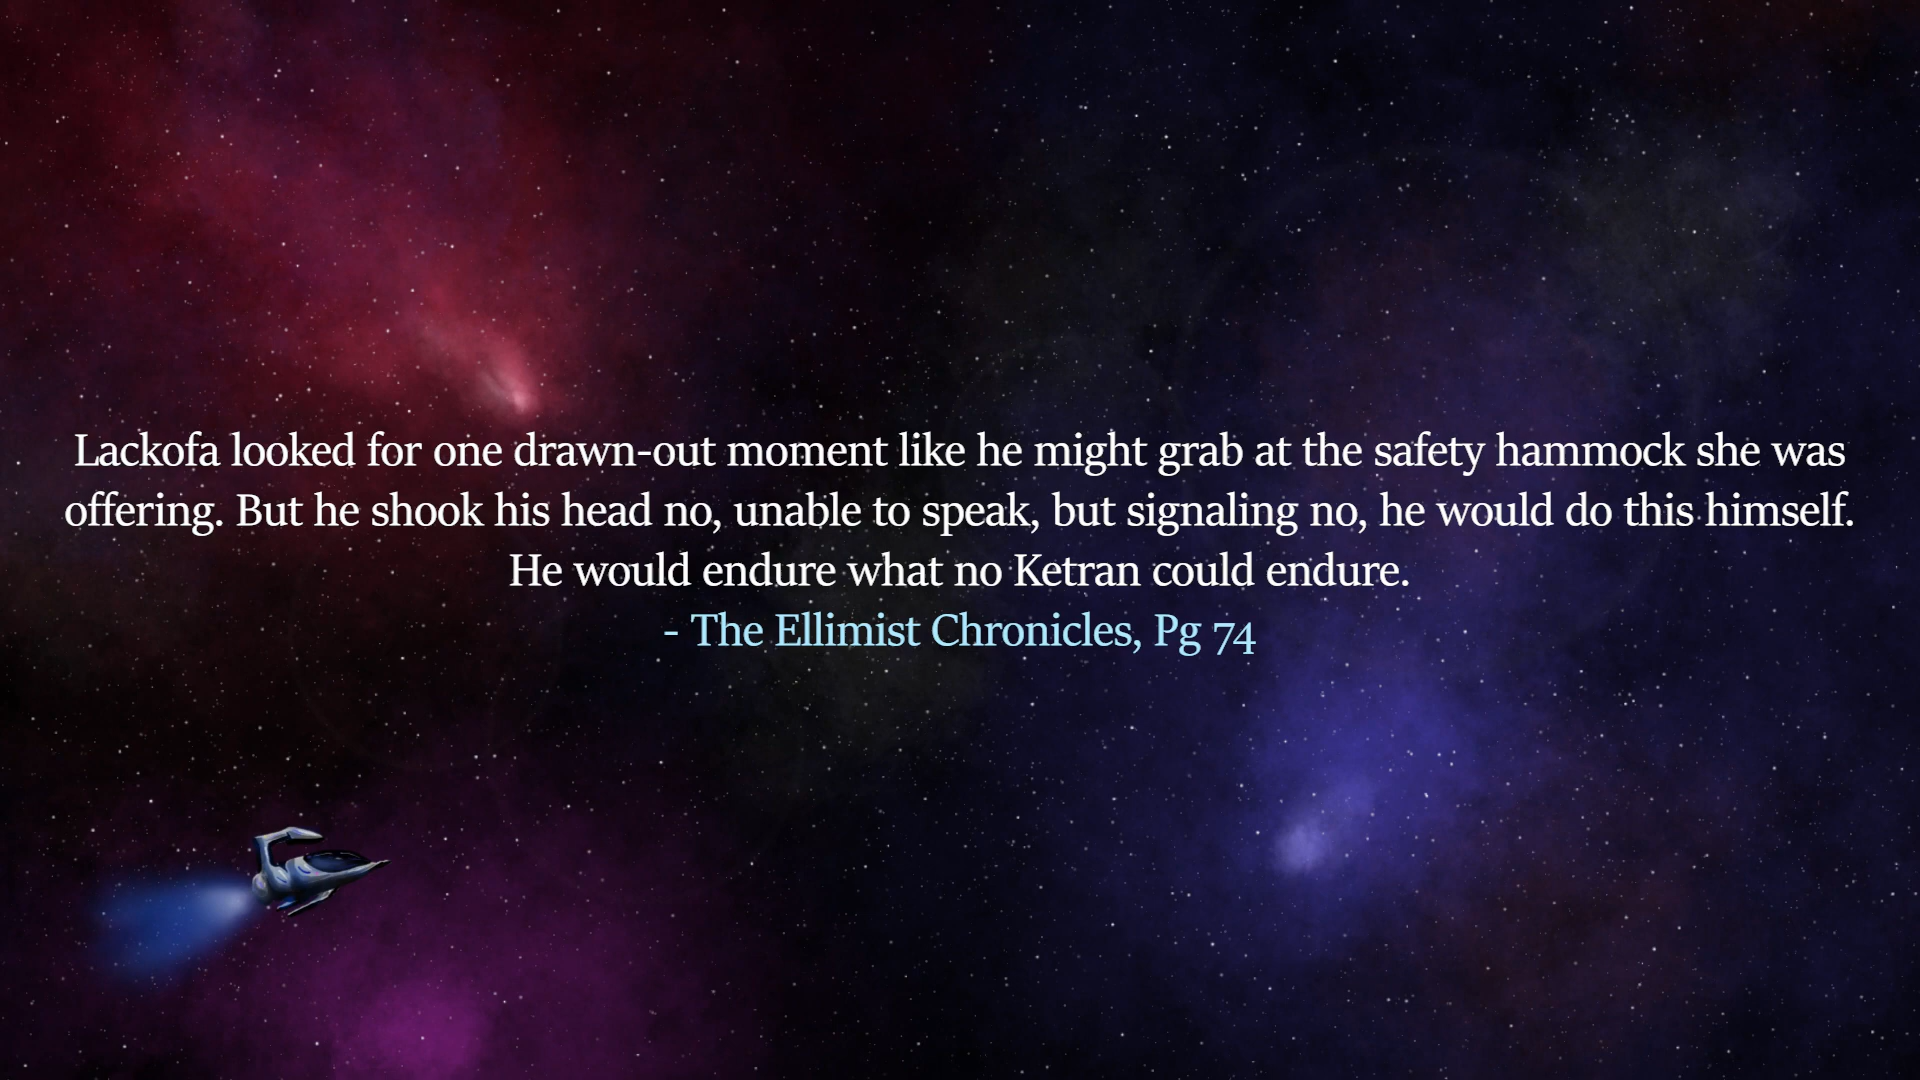 Lackofa looked for one drawn-out moment like he might grab at the safety hammock she was
offering. But he shook his head no, unable to speak, but signaling no, he would do this himself.
He would endure what no Ketran could endure.
- The Ellimist Chronicles, Pg 74